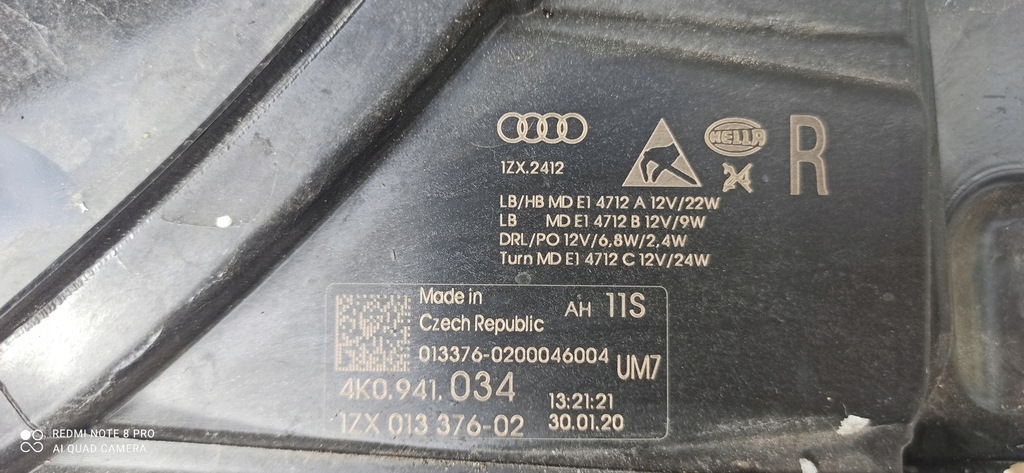 HELLA
R
1ZX.2412
LB/HB MD E1 4712 A 12V/22W
LB MD E1 4712 B 12V/9W
DRL/PO 12V/6,8W/2,4W
Turn MD E1 4712 C 12V/24W
Made in
Czech Republic
AH 11S
013376-0200046004
UM7
4K0.941.034
1ZX 013 376-02
13:21:21
30.01.20
REDMI NOTE 8 PRO
AI QUAD CAMERA